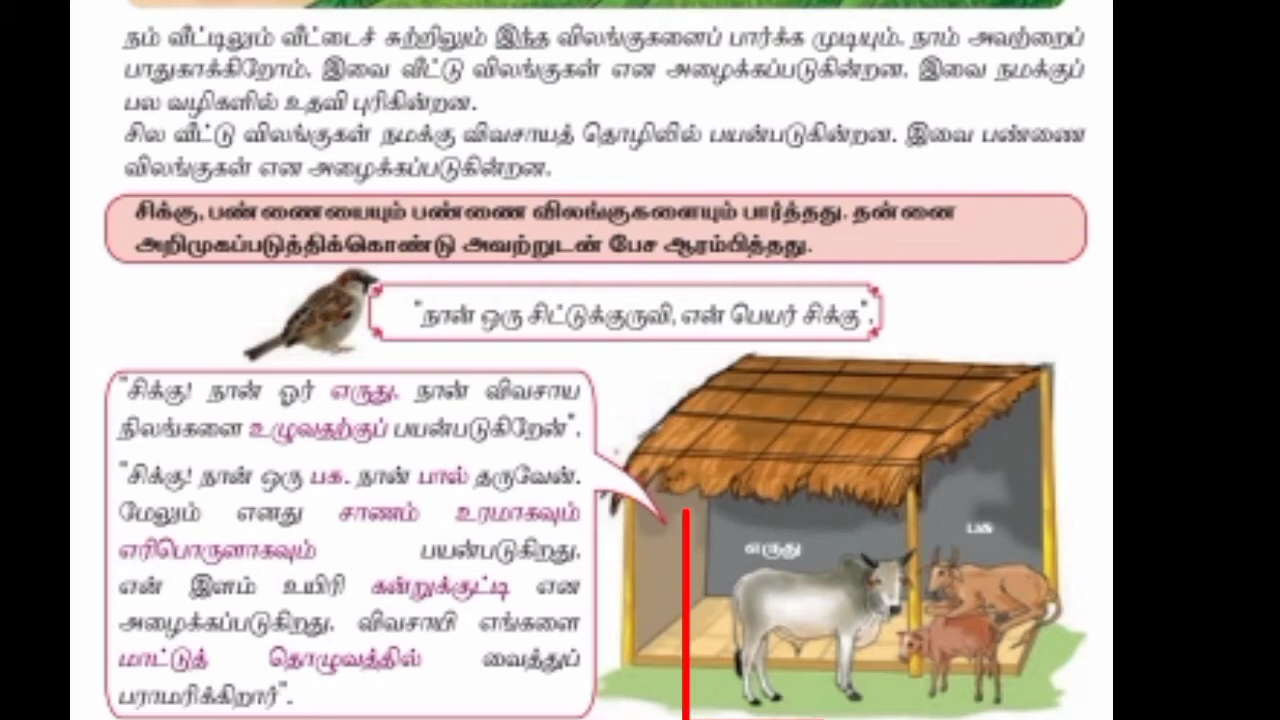 நம் வீட்டிலும் வீட்டைச் சுற்றிலும் இந்த விலங்குகளைப் பார்க்க முடியும். நாம் அவற்றைப்
பாதுகாக்கிறோம். இவை வீட்டு விலங்குகள் என அழைக்கப்படுகின்றன. இவை நமக்குப்
பல வழிகளில் உதவி புரிகின்றன.
சில வீட்டு விலங்குகள் நமக்கு விவசாயத் தொழிலில் பயன்படுகின்றன. இவை பண்ணை
விலங்குகள் என அழைக்கப்படுகின்றன.
சிக்கு, பண்ணையையும் பண்ணை விலங்குகளையும் பார்த்தது. தன்னை
அறிமுகப்படுத்திக்கொண்டு அவற்றுடன் பேச ஆரம்பித்தது.
"நான் ஒரு சிட்டுக்குருவி, என் பெயர் சிக்கு".
"சிக்கு! நான் ஓர் எருது. நான் விவசாய
நிலங்களை உழுவதற்குப் பயன்படுகிறேன்".
"சிக்கு! நான் ஒரு பசு. நான் பால் தருவேன்.
மேலும் எனது சாணம் உரமாகவும்
எரிபொருளாகவும் பயன்படுகிறது.
என் இளம் உயிரி கன்றுக்குட்டி என
அழைக்கப்படுகிறது. விவசாயி எங்களை
மாட்டுத் தொழுவத்தில் வைத்துப்
பராமரிக்கிறார்".
எருது
பசு